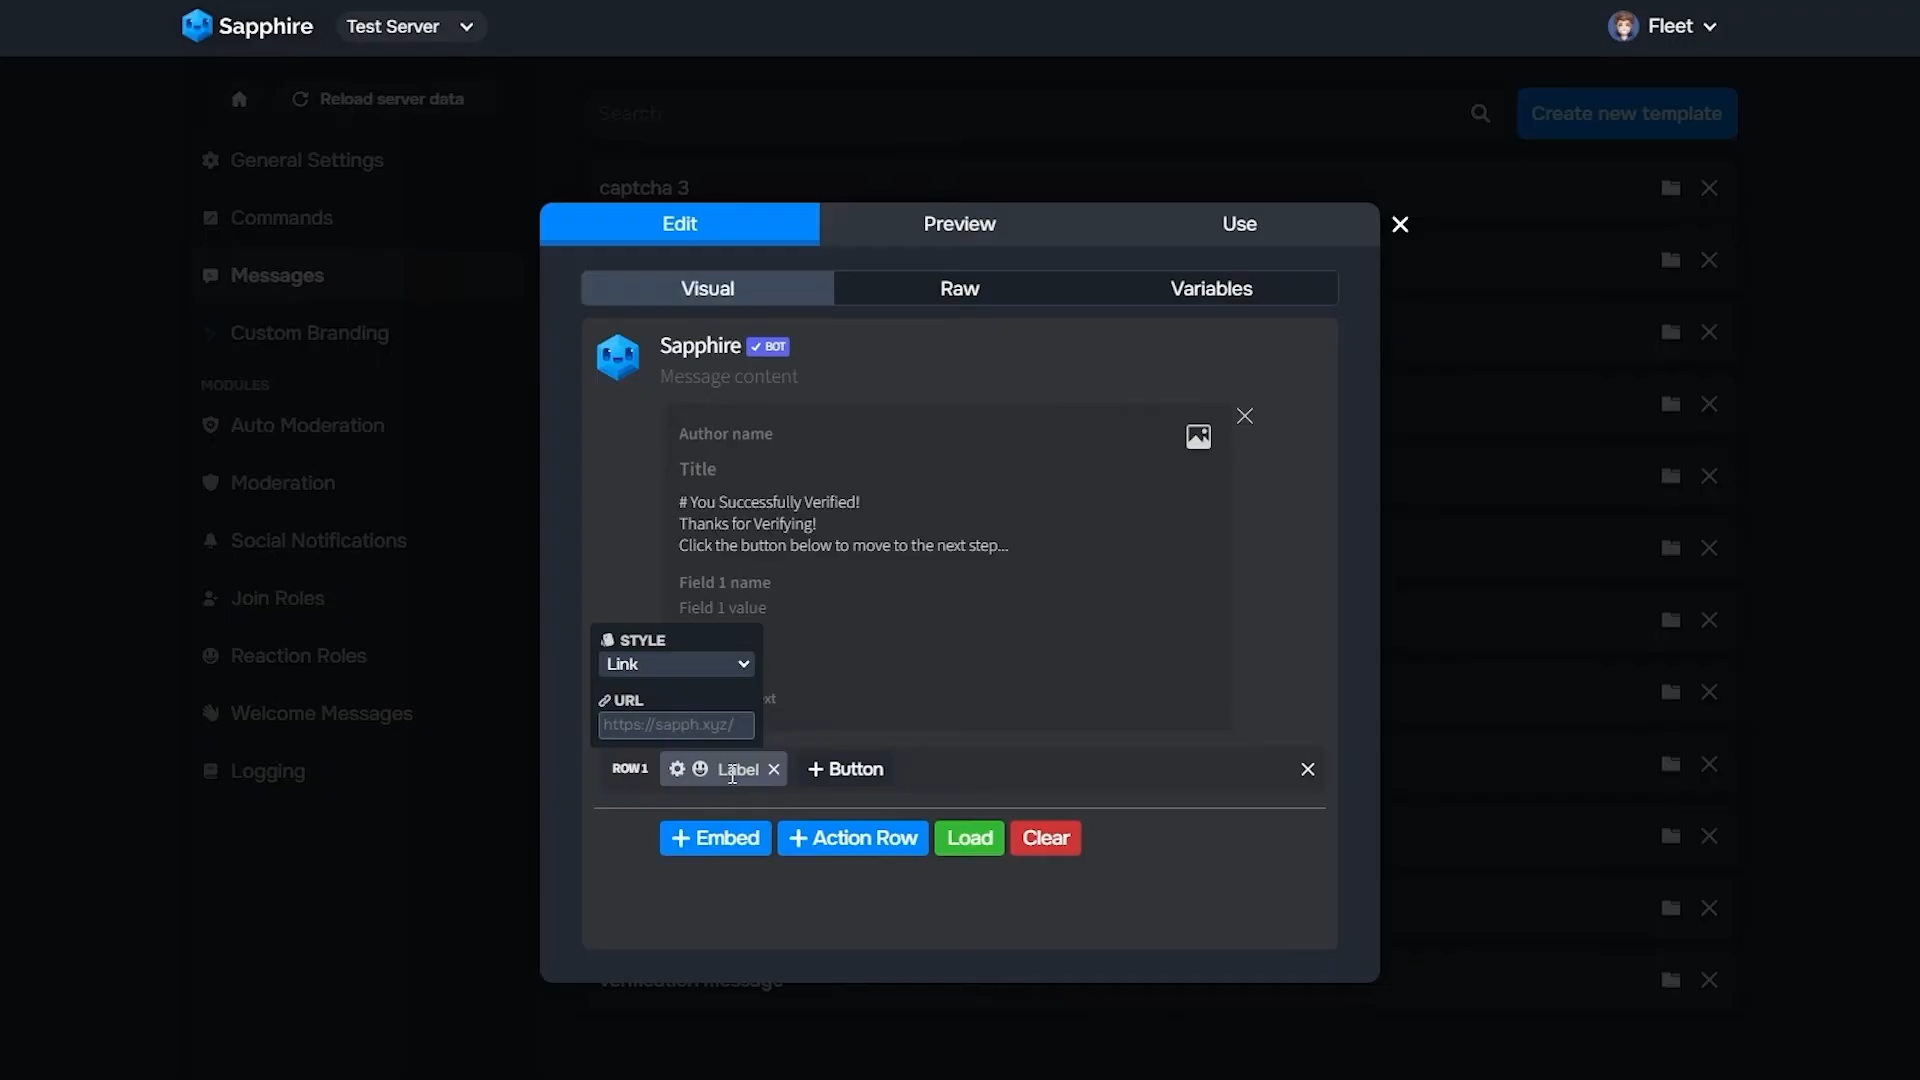 Sapphire
Test Server
Fleet
Reload server data
Search
Create new template
General Settings
captcha 3
Commands
Edit
Preview
Use
Messages
Visual
Raw
Variables
Custom Branding
Sapphire
✓ BOT
Message content
MODULES
Auto Moderation
Author name
Title
Moderation
# You Successfully Verified!
Thanks for Verifying!
Click the button below to move to the next step...
Social Notifications
Field 1 name
Field 1 value
Join Roles
STYLE
Link
Reaction Roles
URL
https://sapph.xyz/
Welcome Messages
ROW 1
Label
+ Button
Logging
+ Embed
+ Action Row
Load
Clear